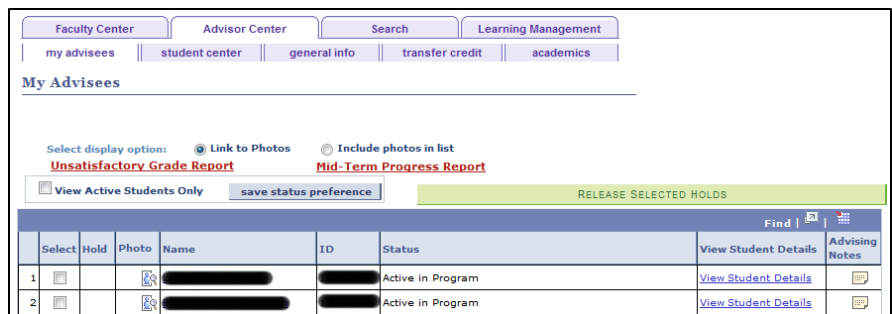 Faculty Center Advisor Center Search Learning Management
my advisees student center general info transfer credit academics
My Advisees
Select display option: Link to Photos Include photos in list
Unsatisfactory Grade Report Mid-Term Progress Report
View Active Students Only save status preference RELEASE SELECTED HOLDS
Find | |
Select Hold Photo Name ID Status View Student Details Advising Notes
1 Active in Program View Student Details
2 Active in Program View Student Details